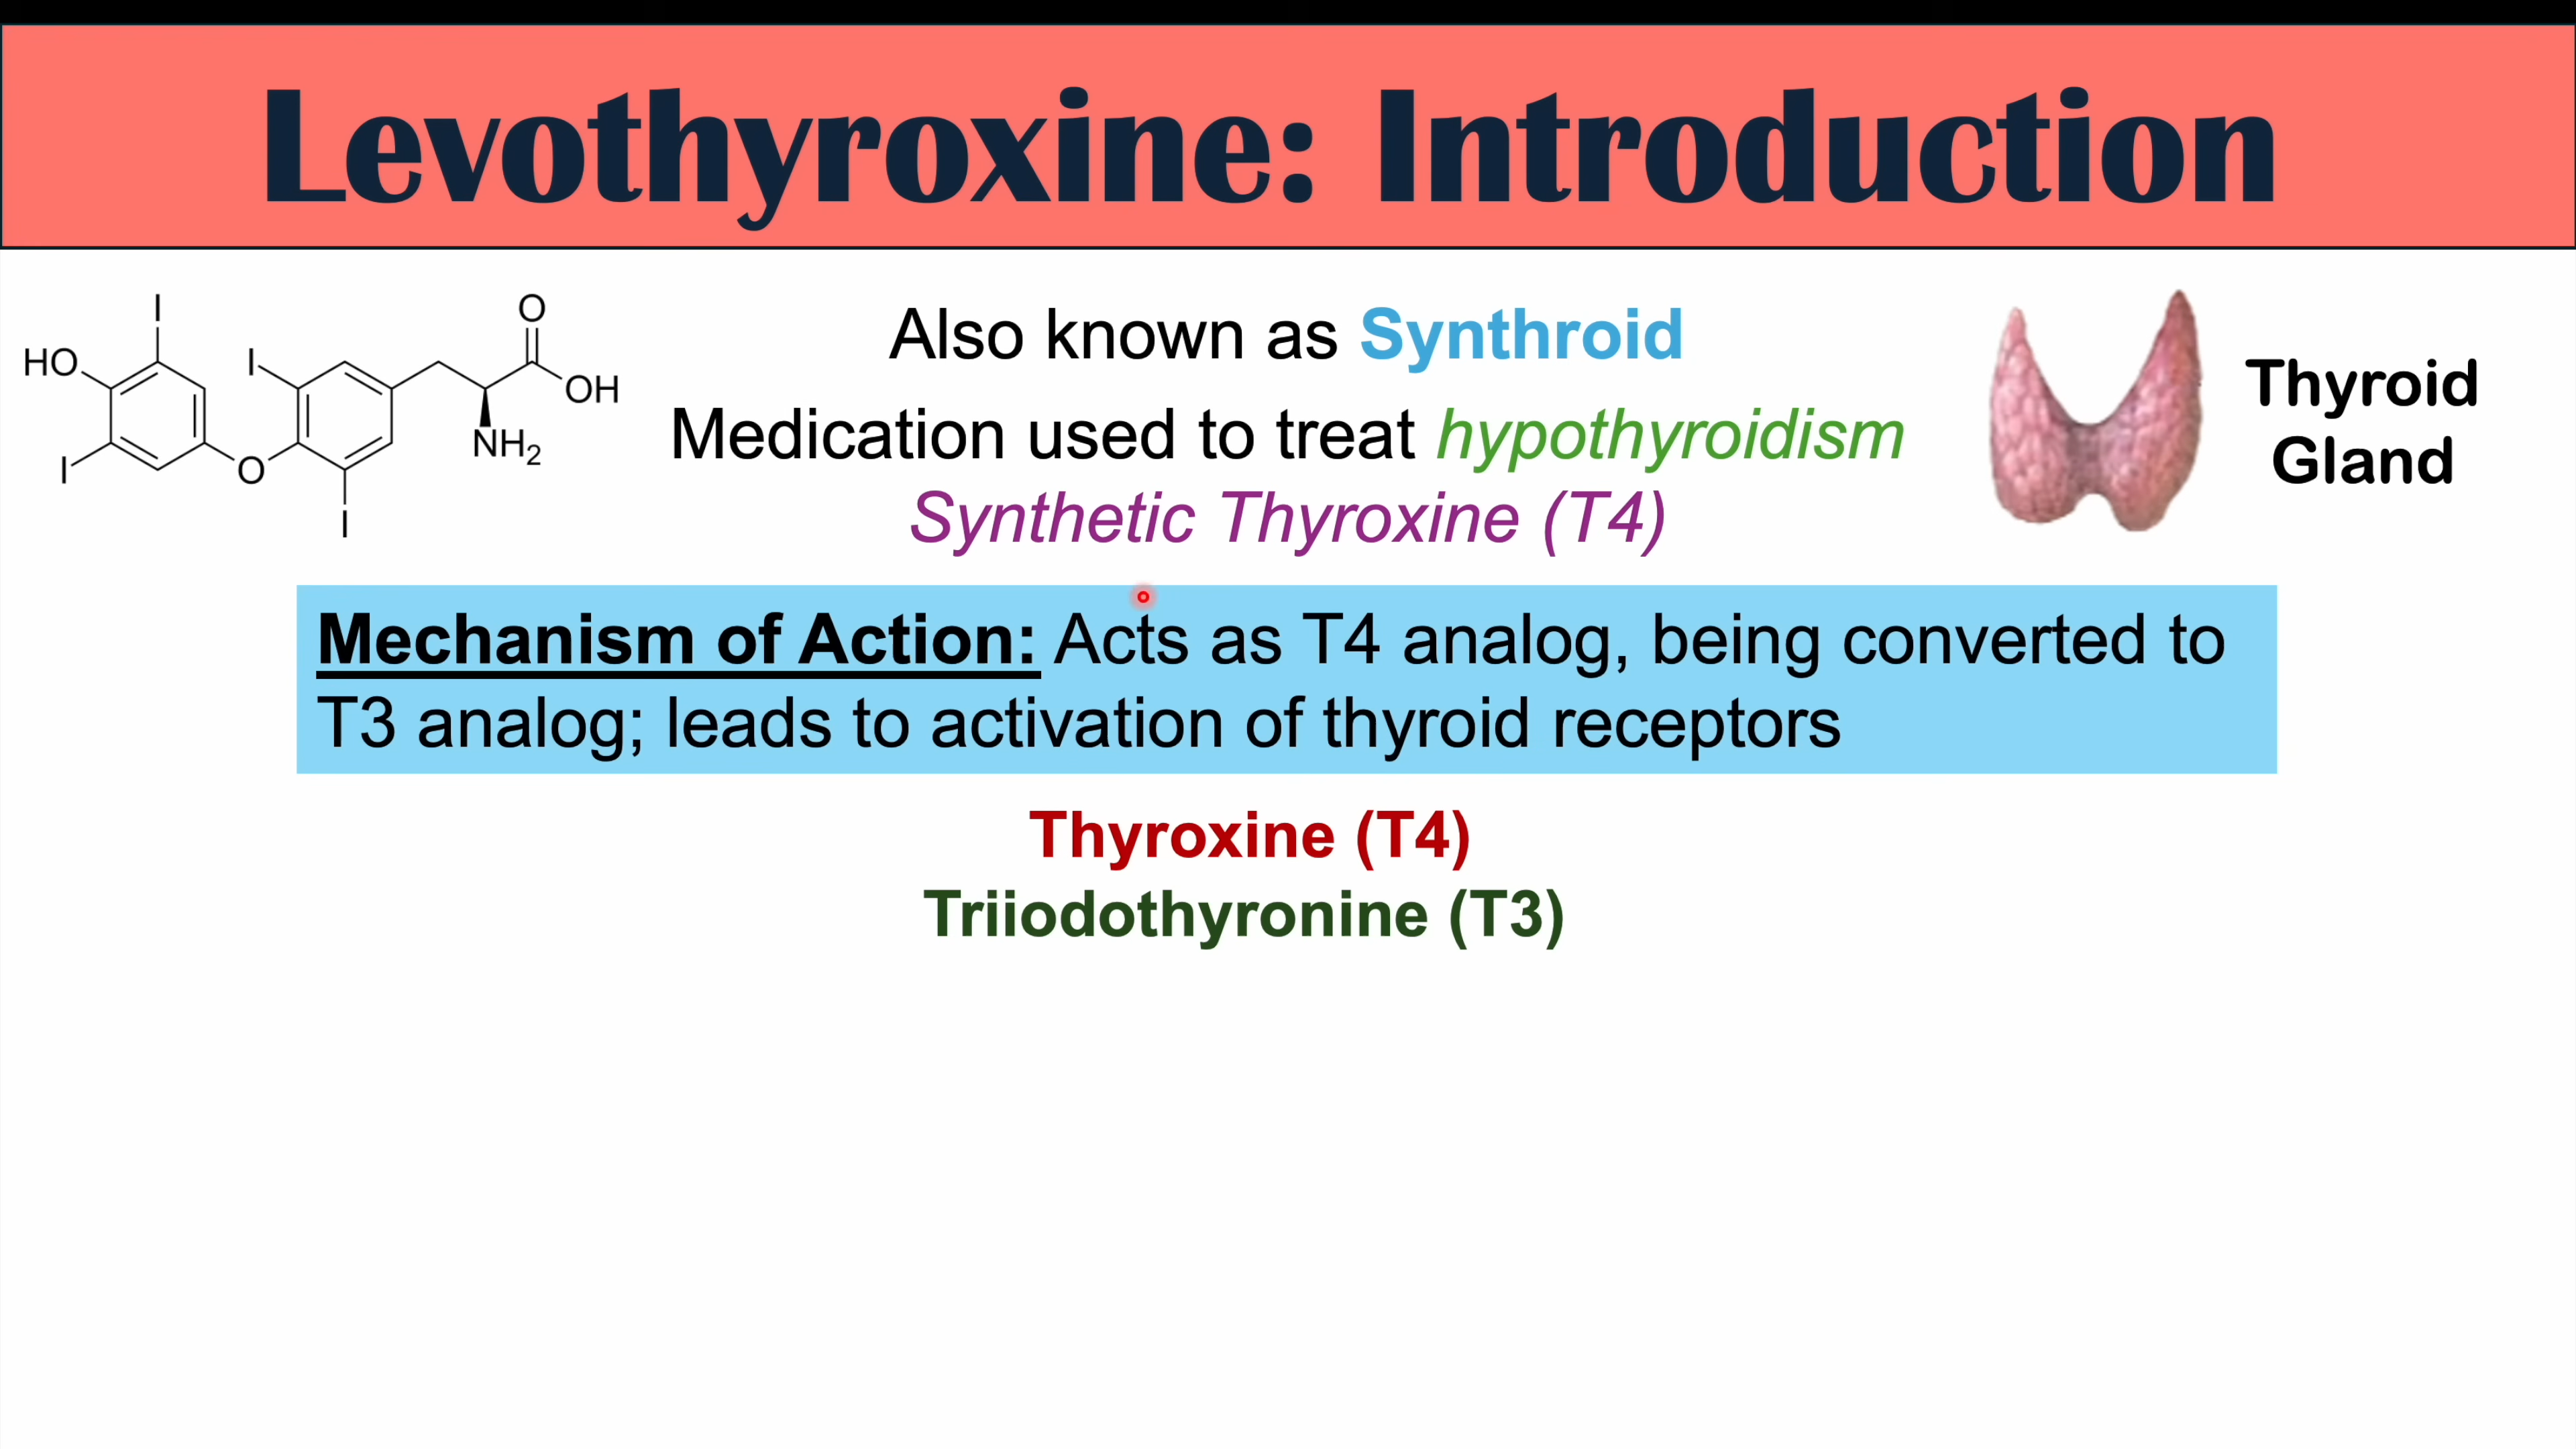 Levothyroxine: Introduction
HO
I
I
O
OH
NH2
I
O
I
Also known as Synthroid
Medication used to treat hypothyroidism
Synthetic Thyroxine (T4)
Thyroid
Gland
Mechanism of Action: Acts as T4 analog, being converted to
T3 analog; leads to activation of thyroid receptors
Thyroxine (T4)
Triiodothyronine (T3)